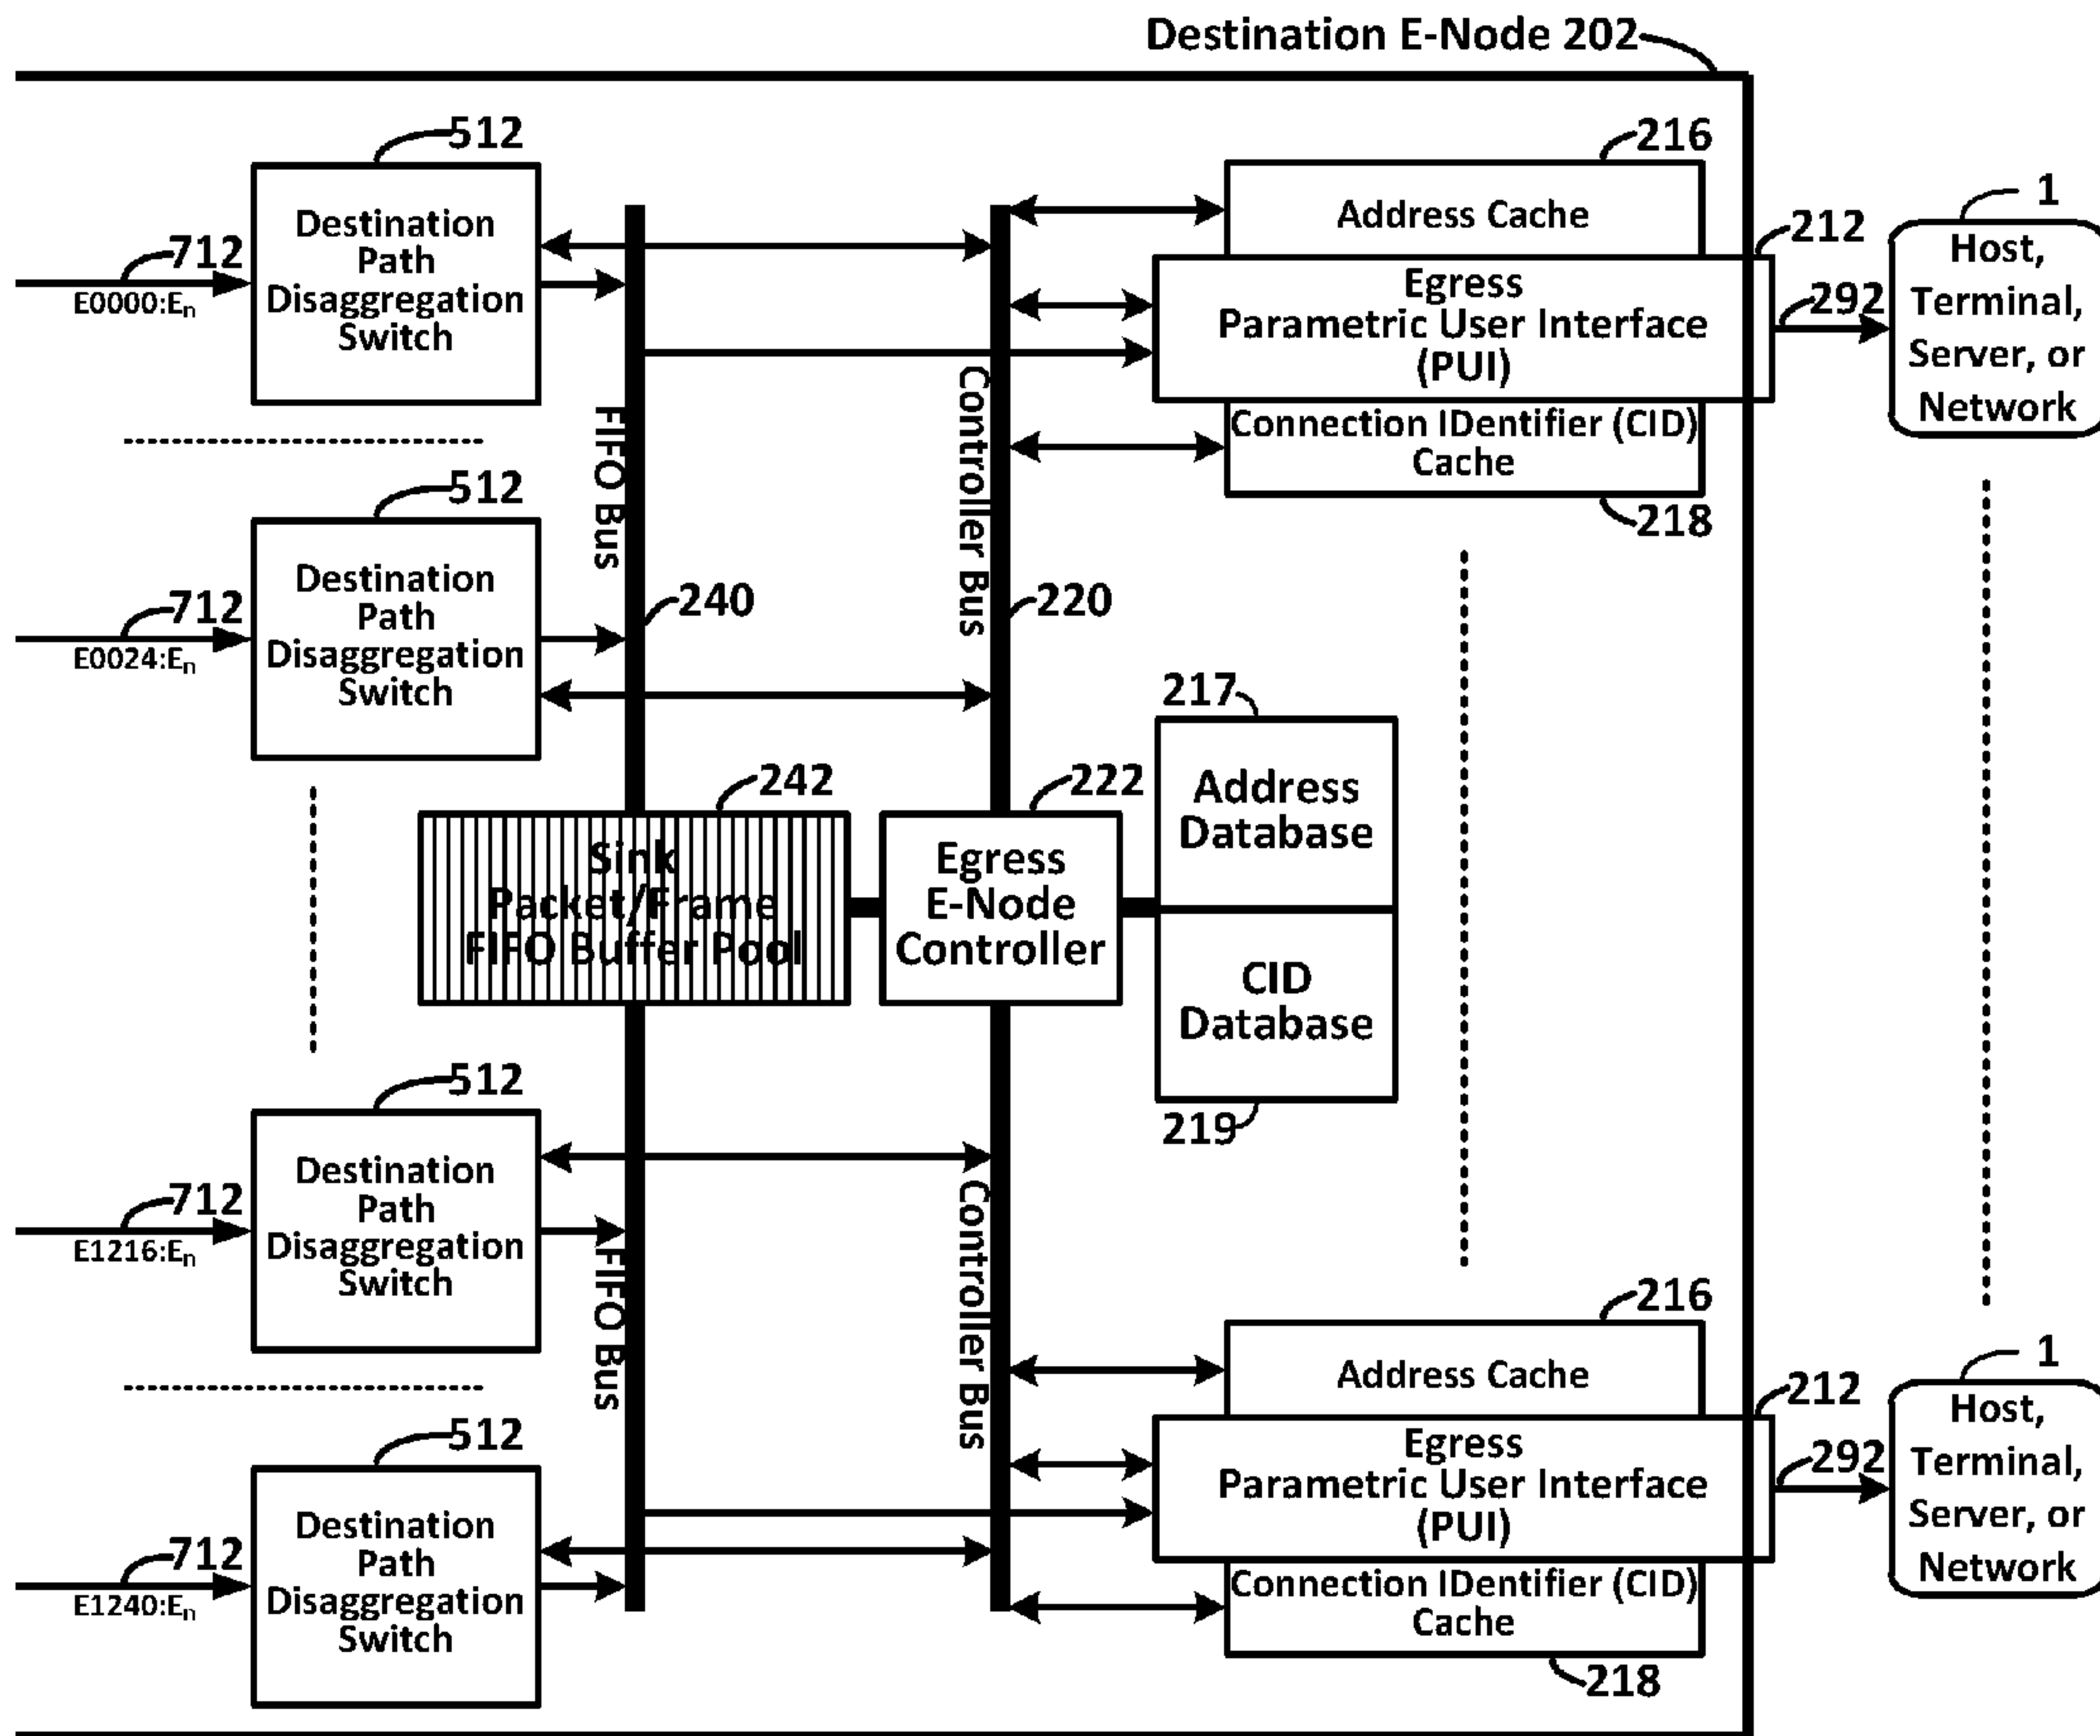 Destination E-Node 202
512
Destination
Path
Disaggregation
Switch
712
E0000:En
216
Address Cache
212
Egress
Parametric User Interface
(PUI)
292
Connection IDentifier (CID)
Cache
218
1
Host,
Terminal,
Server, or
Network
FIFO Bus
Controller Bus
512
Destination
Path
Disaggregation
Switch
712
E0024:En
240
220
217
Address
Database
CID
Database
219
242
Sink
Packet/Frame
FIFO Buffer Pool
222
Egress
E-Node
Controller
512
Destination
Path
Disaggregation
Switch
712
E1216:En
FIFO Bus
Controller Bus
216
Address Cache
212
Egress
Parametric User Interface
(PUI)
292
Connection IDentifier (CID)
Cache
218
1
Host,
Terminal,
Server, or
Network
512
Destination
Path
Disaggregation
Switch
712
E1240:En